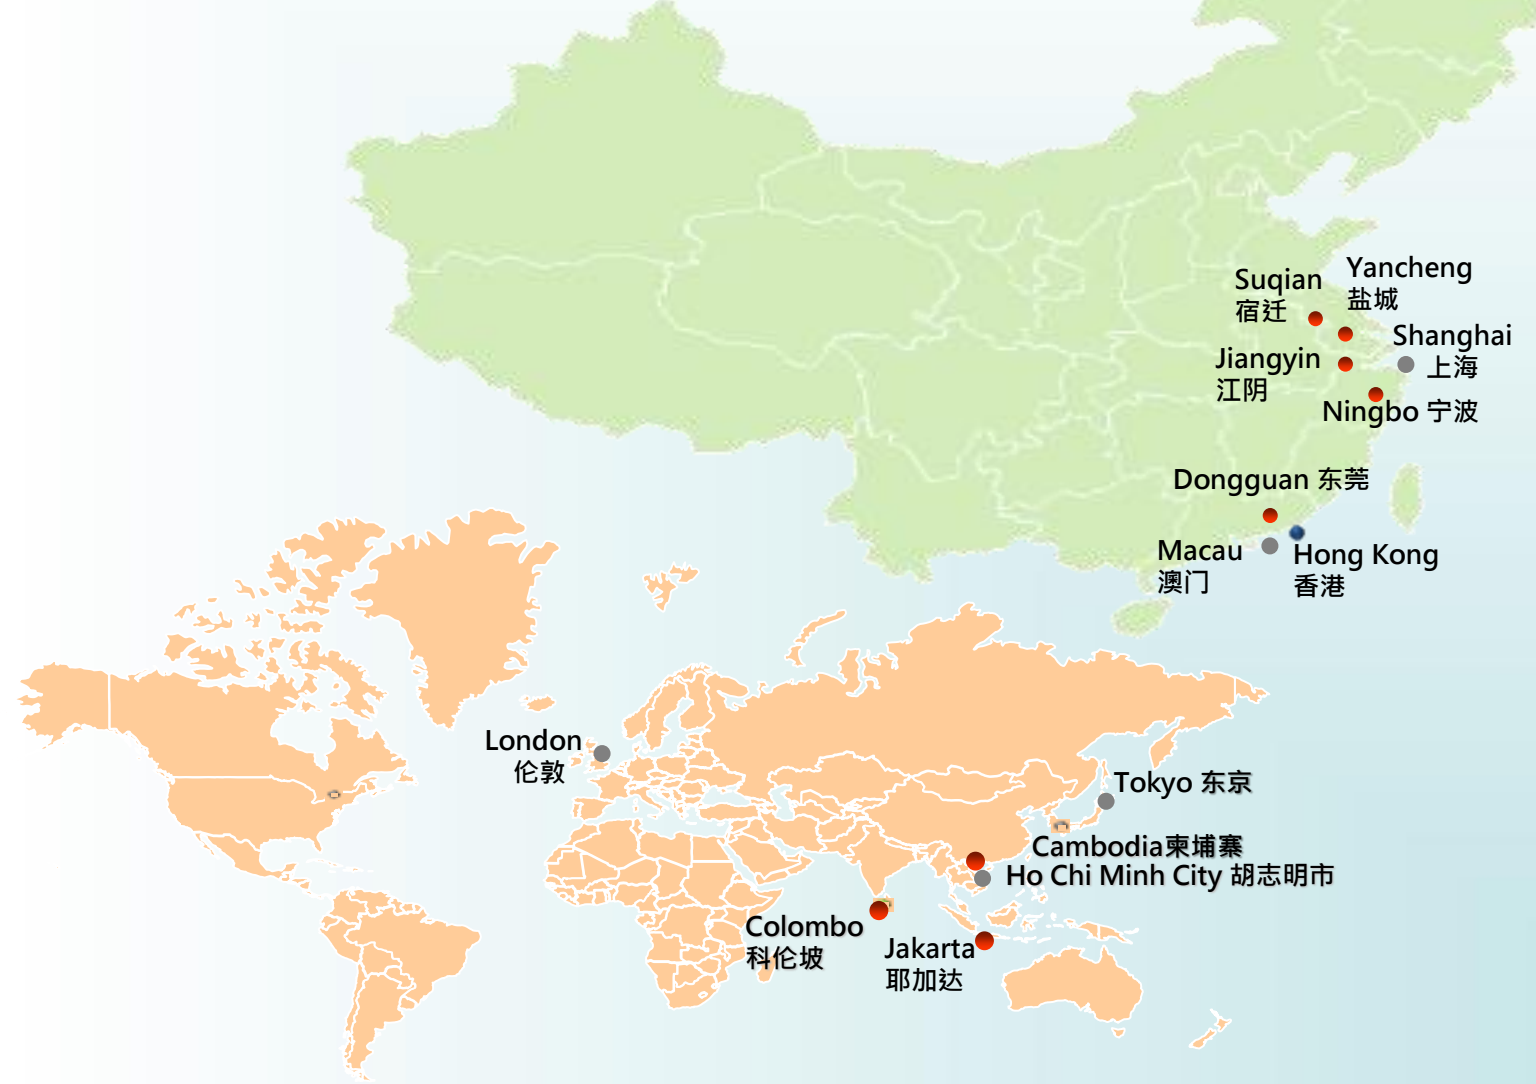 Suqian
宿迁
Yancheng
盐城
Shanghai
上海
Jiangyin
江阴
Ningbo 宁波
Dongguan 东莞
Macau
澳门
Hong Kong
香港
London
伦敦
Tokyo 东京
Cambodia柬埔寨
Ho Chi Minh City 胡志明市
Colombo
科伦坡
Jakarta
耶加达